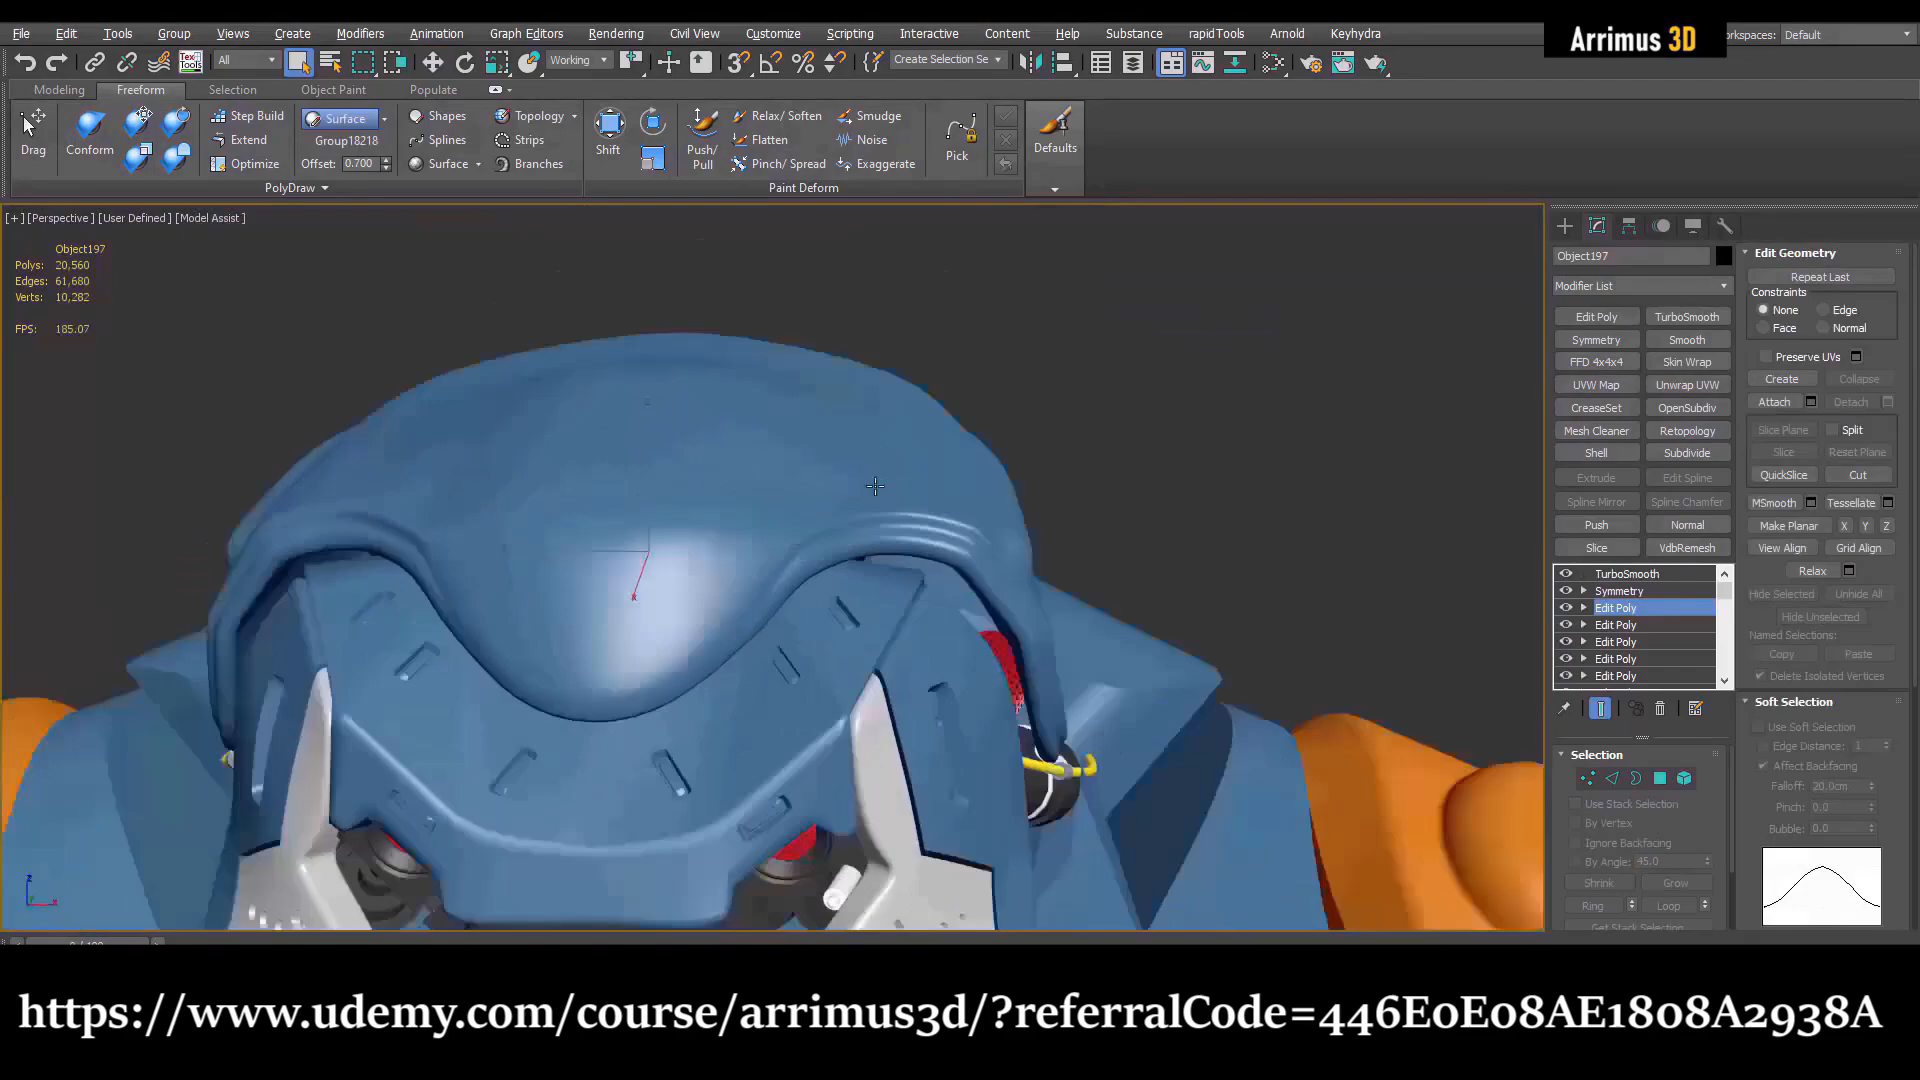 File Edit Tools Group Views Create Modifiers Animation Graph Editors Rendering Civil View Customize Scripting Interactive Content Help Substance rapidTools Arnold Keyhydra
Arrimus 3D
kspaces: Default
All Working Create Selection Se
Modeling Freeform Selection Object Paint Populate
Drag Conform Step Build Extend Optimize
Surface
Group18218
Offset: 0.700
Shapes Topology
Splines Strips
Surface Branches
PolyDraw
Shift Push/ Pull
Relax/ Soften Smudge
Flatten Noise
Pinch/ Spread Exaggerate
Paint Deform
Pick Defaults
[+] [Perspective ] [User Defined ] [Model Assist ]
Object197
Polys: 20,560
Edges: 61,680
Verts: 10,282
FPS: 185.07
Object197
Modifier List
Edit Poly TurboSmooth
Symmetry Smooth
FFD 4x4x4 Skin Wrap
UVW Map Unwrap UVW
CreaseSet OpenSubdiv
Mesh Cleaner Retopology
Shell Subdivide
Extrude Edit Spline
Spline Mirror Spline Chamfer
Push Normal
Slice VdbRemesh
TurboSmooth
Symmetry
Edit Poly
Edit Poly
Edit Poly
Edit Poly
Edit Poly
Selection
Use Stack Selection
By Vertex
Ignore Backfacing
By Angle: 45.0
Shrink Grow
Ring Loop
Get Stack Selection
Edit Geometry
Repeat Last
Constraints
None Edge
Face Normal
Preserve UVs
Create Collapse
Attach Detach
Slice Plane Split
Slice Reset Plane
QuickSlice Cut
MSmooth Tessellate
Make Planar X Y Z
View Align Grid Align
Relax
Hide Selected Unhide All
Hide Unselected
Named Selections:
Copy Paste
Delete Isolated Vertices
Soft Selection
Use Soft Selection
Edge Distance: 1
Affect Backfacing
Falloff: 20.0cm
Pinch: 0.0
Bubble: 0.0
https://www.udemy.com/course/arrimus3d/?referralCode=446E0E08AE1808A2938A